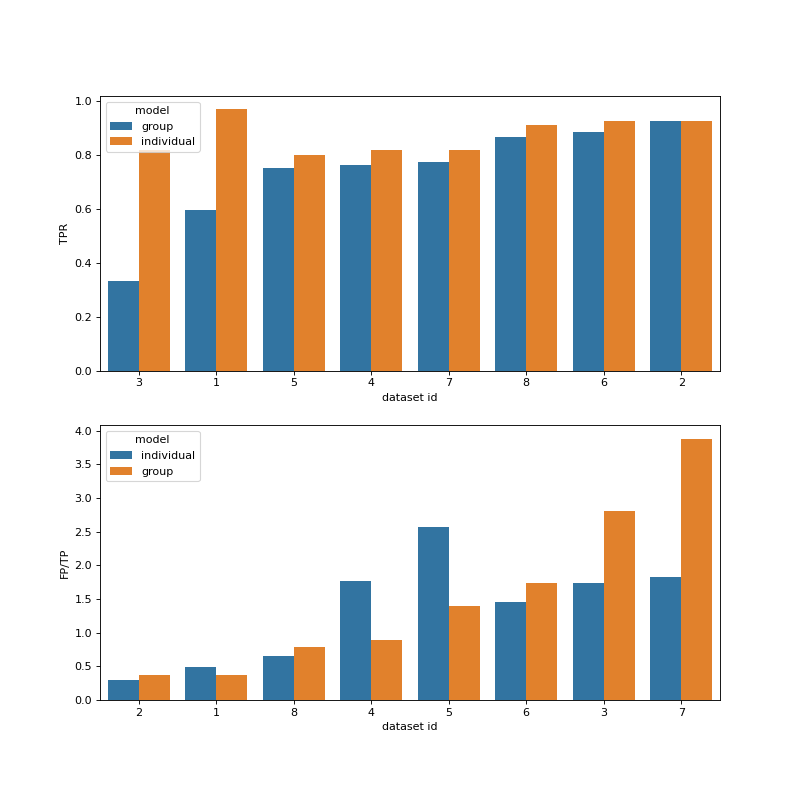 1.0
0.8
0.6
0.4
0.2
0.0
TPR
model
group
individual
3 1 5 4 7 8 6 2
dataset id
4.0
3.5
3.0
2.5
2.0
1.5
1.0
0.5
0.0
FP/TP
model
individual
group
2 1 8 4 5 6 3 7
dataset id